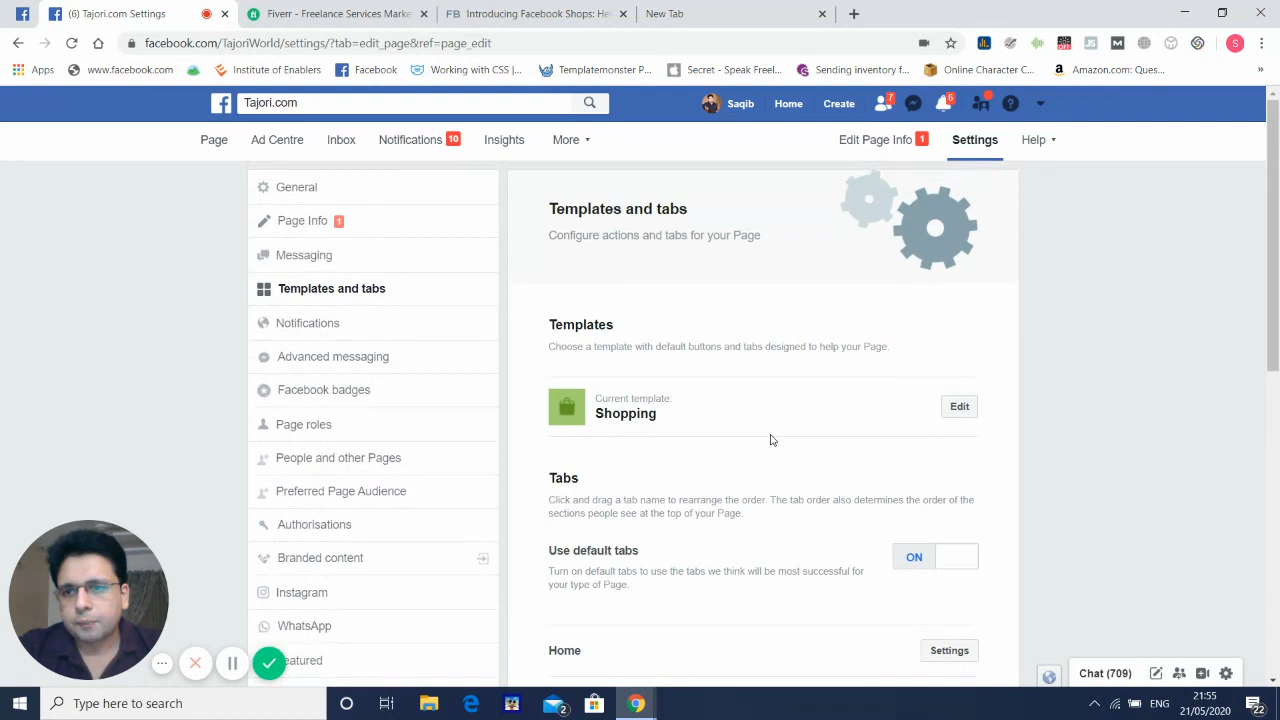 (2) Tajori.com Settings
Fiverr - Freelance Services Marke
FB Introducing Facebook Shops: Hel
New Tab
facebook.com/TajoriWorld/settings/?tab=edit_page&ref=page_edit
Apps
www.facebook.com
Institute of Enablers
Facebook
Working with CSS |...
Templatemonster P...
Secret - Speak Freel...
Sending inventory f...
Online Character C...
Amazon.com: Ques...
Tajori.com
Saqib
Home
Create
7
6
Page
Ad Centre
Inbox
Notifications 10
Insights
More
Edit Page Info 1
Settings
Help
General
Page Info 1
Messaging
Templates and tabs
Notifications
Advanced messaging
Facebook badges
Page roles
People and other Pages
Preferred Page Audience
Authorisations
Branded content
Instagram
WhatsApp
Featured
Templates and tabs
Configure actions and tabs for your Page
Templates
Choose a template with default buttons and tabs designed to help your Page.
Current template:
Shopping
Edit
Tabs
Click and drag a tab name to rearrange the order. The tab order also determines the order of the
sections people see at the top of your Page.
Use default tabs
ON
Turn on default tabs to use the tabs we think will be most successful for
your type of Page.
Home
Settings
Chat (709)
Type here to search
2
ENG
21:55
21/05/2020
22